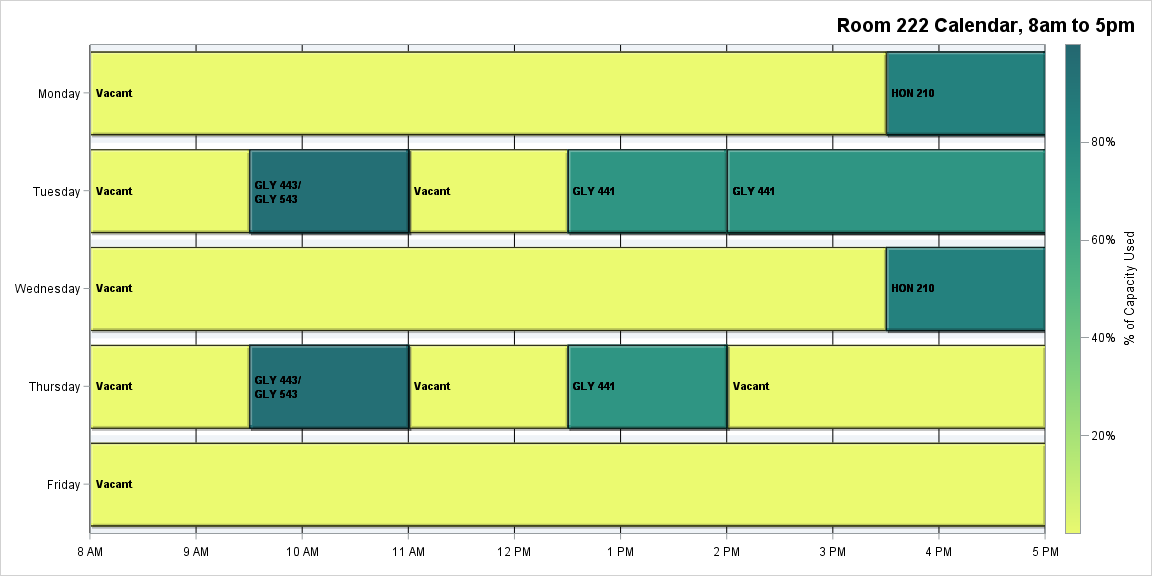 Room 222 Calendar, 8am to 5pm
Monday
Vacant
HON 210
Tuesday
Vacant
GLY 443/
GLY 543
Vacant
GLY 441
GLY 441
Wednesday
Vacant
HON 210
Thursday
Vacant
GLY 443/
GLY 543
Vacant
GLY 441
Vacant
Friday
Vacant
8 AM
9 AM
10 AM
11 AM
12 PM
1 PM
2 PM
3 PM
4 PM
5 PM
80%
60%
40%
20%
% of Capacity Used